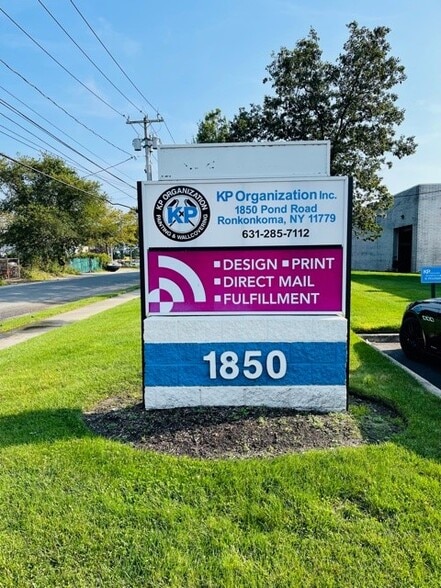 KP ORGANIZATION
KP
PAINTING & WALLCOVERING
KP Organization Inc.
1850 Pond Road
Ronkonkoma, NY 11779
631-285-7112
DESIGN PRINT
DIRECT MAIL
FULFILLMENT
1850